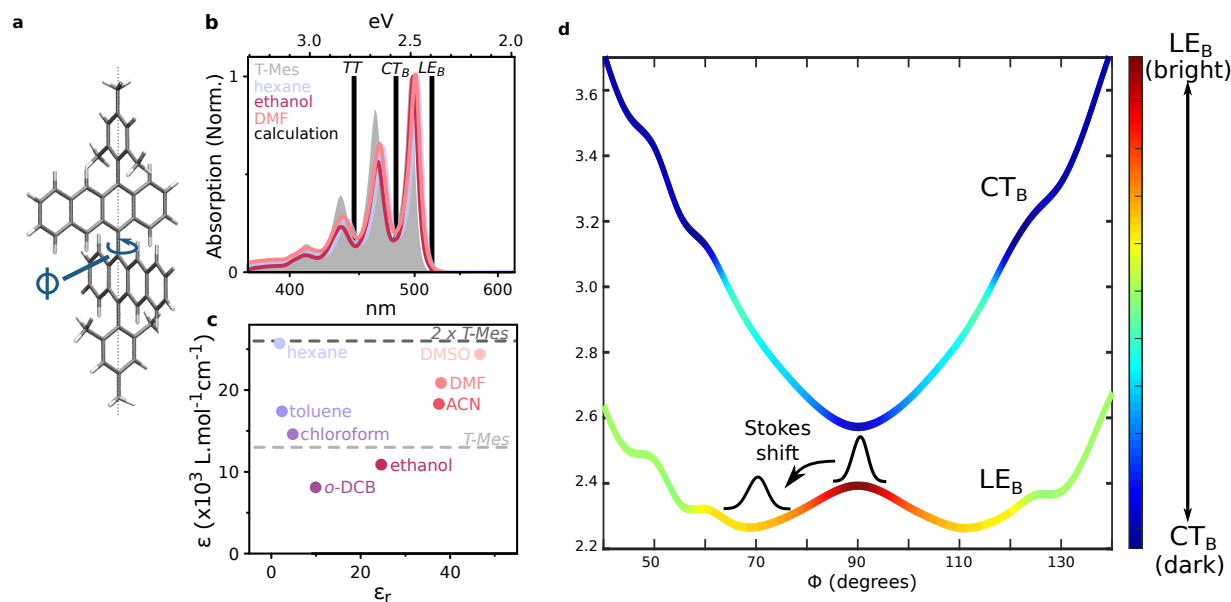 a
Φ
b
eV
3.0
2.5
2.0
Absorption (Norm.)
1
0
T-Mes
hexane
ethanol
DMF
calculation
TT
CT_B
LE_B
400
500
600
nm
c
ε (x10³ L.mol⁻¹cm⁻¹)
20
10
0
2 x T-Mes
hexane
DMSO
DMF
ACN
toluene
chloroform
T-Mes
ethanol
o-DCB
0
20
40
ε_r
d
3.6
3.4
3.2
3.0
2.8
2.6
2.4
2.2
CT_B
Stokes
shift
LE_B
50
70
90
110
130
Φ (degrees)
LE_B
(bright)
CT_B
(dark)